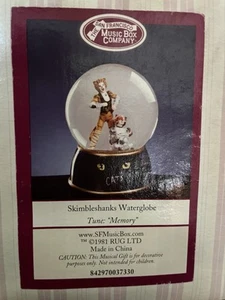 THE SAN FRANCISCO
MUSIC BOX
COMPANY
CATS
Skimbleshanks Waterglobe
Tune: "Memory"
www.SFMusicBox.com
™ ©1981 RUG LTD
Made in China
CAUTION: This Musical Gift is for decorative
purposes only. Not intended for children.
842970037330